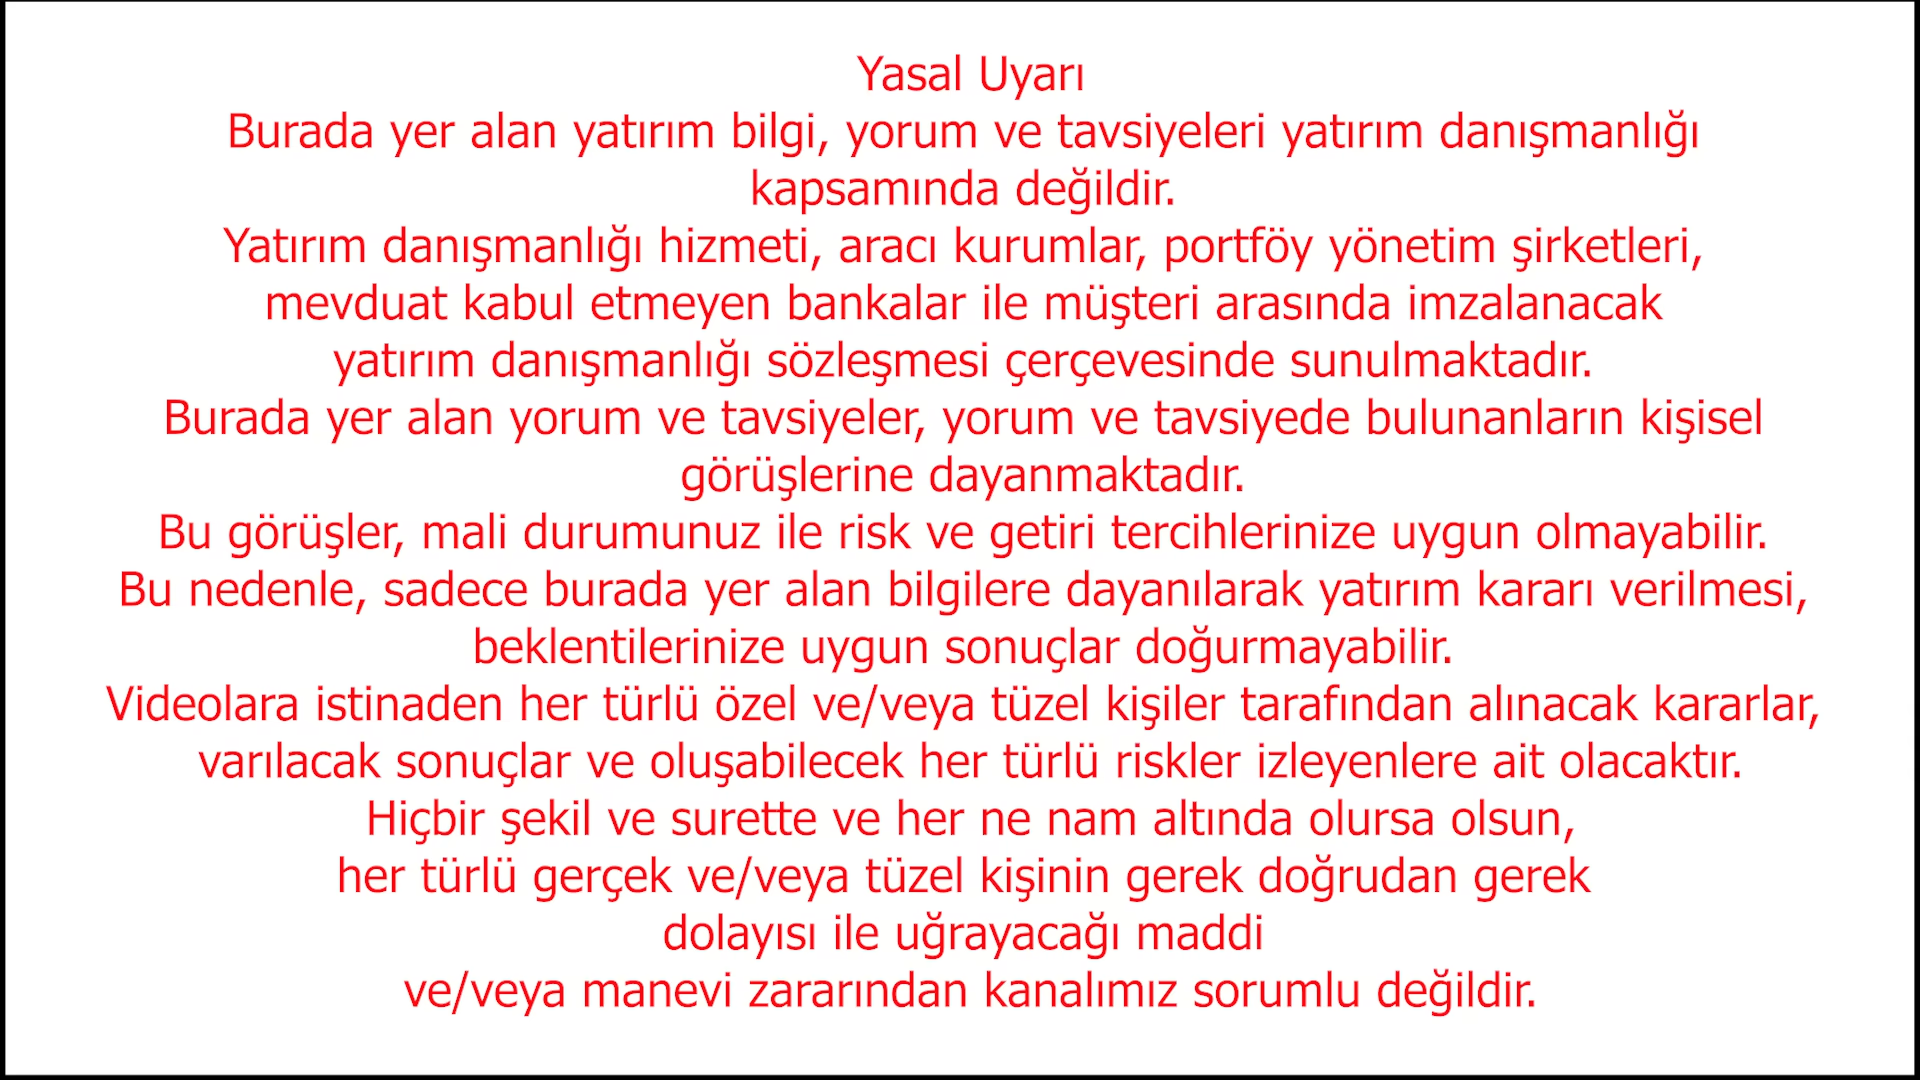 Yasal Uyarı
Burada yer alan yatırım bilgi, yorum ve tavsiyeleri yatırım danışmanlığı
kapsamında değildir.
Yatırım danışmanlığı hizmeti, aracı kurumlar, portföy yönetim şirketleri,
mevduat kabul etmeyen bankalar ile müşteri arasında imzalanacak
yatırım danışmanlığı sözleşmesi çerçevesinde sunulmaktadır.
Burada yer alan yorum ve tavsiyeler, yorum ve tavsiyede bulunanların kişisel
görüşlerine dayanmaktadır.
Bu görüşler, mali durumunuz ile risk ve getiri tercihlerinize uygun olmayabilir.
Bu nedenle, sadece burada yer alan bilgilere dayanılarak yatırım kararı verilmesi,
beklentilerinize uygun sonuçlar doğurmayabilir.
Videolara istinaden her türlü özel ve/veya tüzel kişiler tarafından alınacak kararlar,
varılacak sonuçlar ve oluşabilecek her türlü riskler izleyenlere ait olacaktır.
Hiçbir şekil ve surette ve her ne nam altında olursa olsun,
her türlü gerçek ve/veya tüzel kişinin gerek doğrudan gerek
dolayısı ile uğrayacağı maddi
ve/veya manevi zararından kanalımız sorumlu değildir.